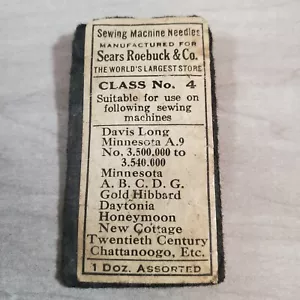 Sewing Machine Needles
MANUFACTURED FOR
Sears Roebuck & Co.
THE WORLD'S LARGEST STORE
CLASS No. 4
Suitable for use on
following sewing
machines
Davis Long
Minnesota A.9
No. 3,500.000 to
3.540.000
Minnesota
A. B. C. D. G.
Gold Hibbard
Daytonia
Honeymoon
New Cottage
Twentieth Century
Chattanoogo, Etc.
1 Doz. Assorted